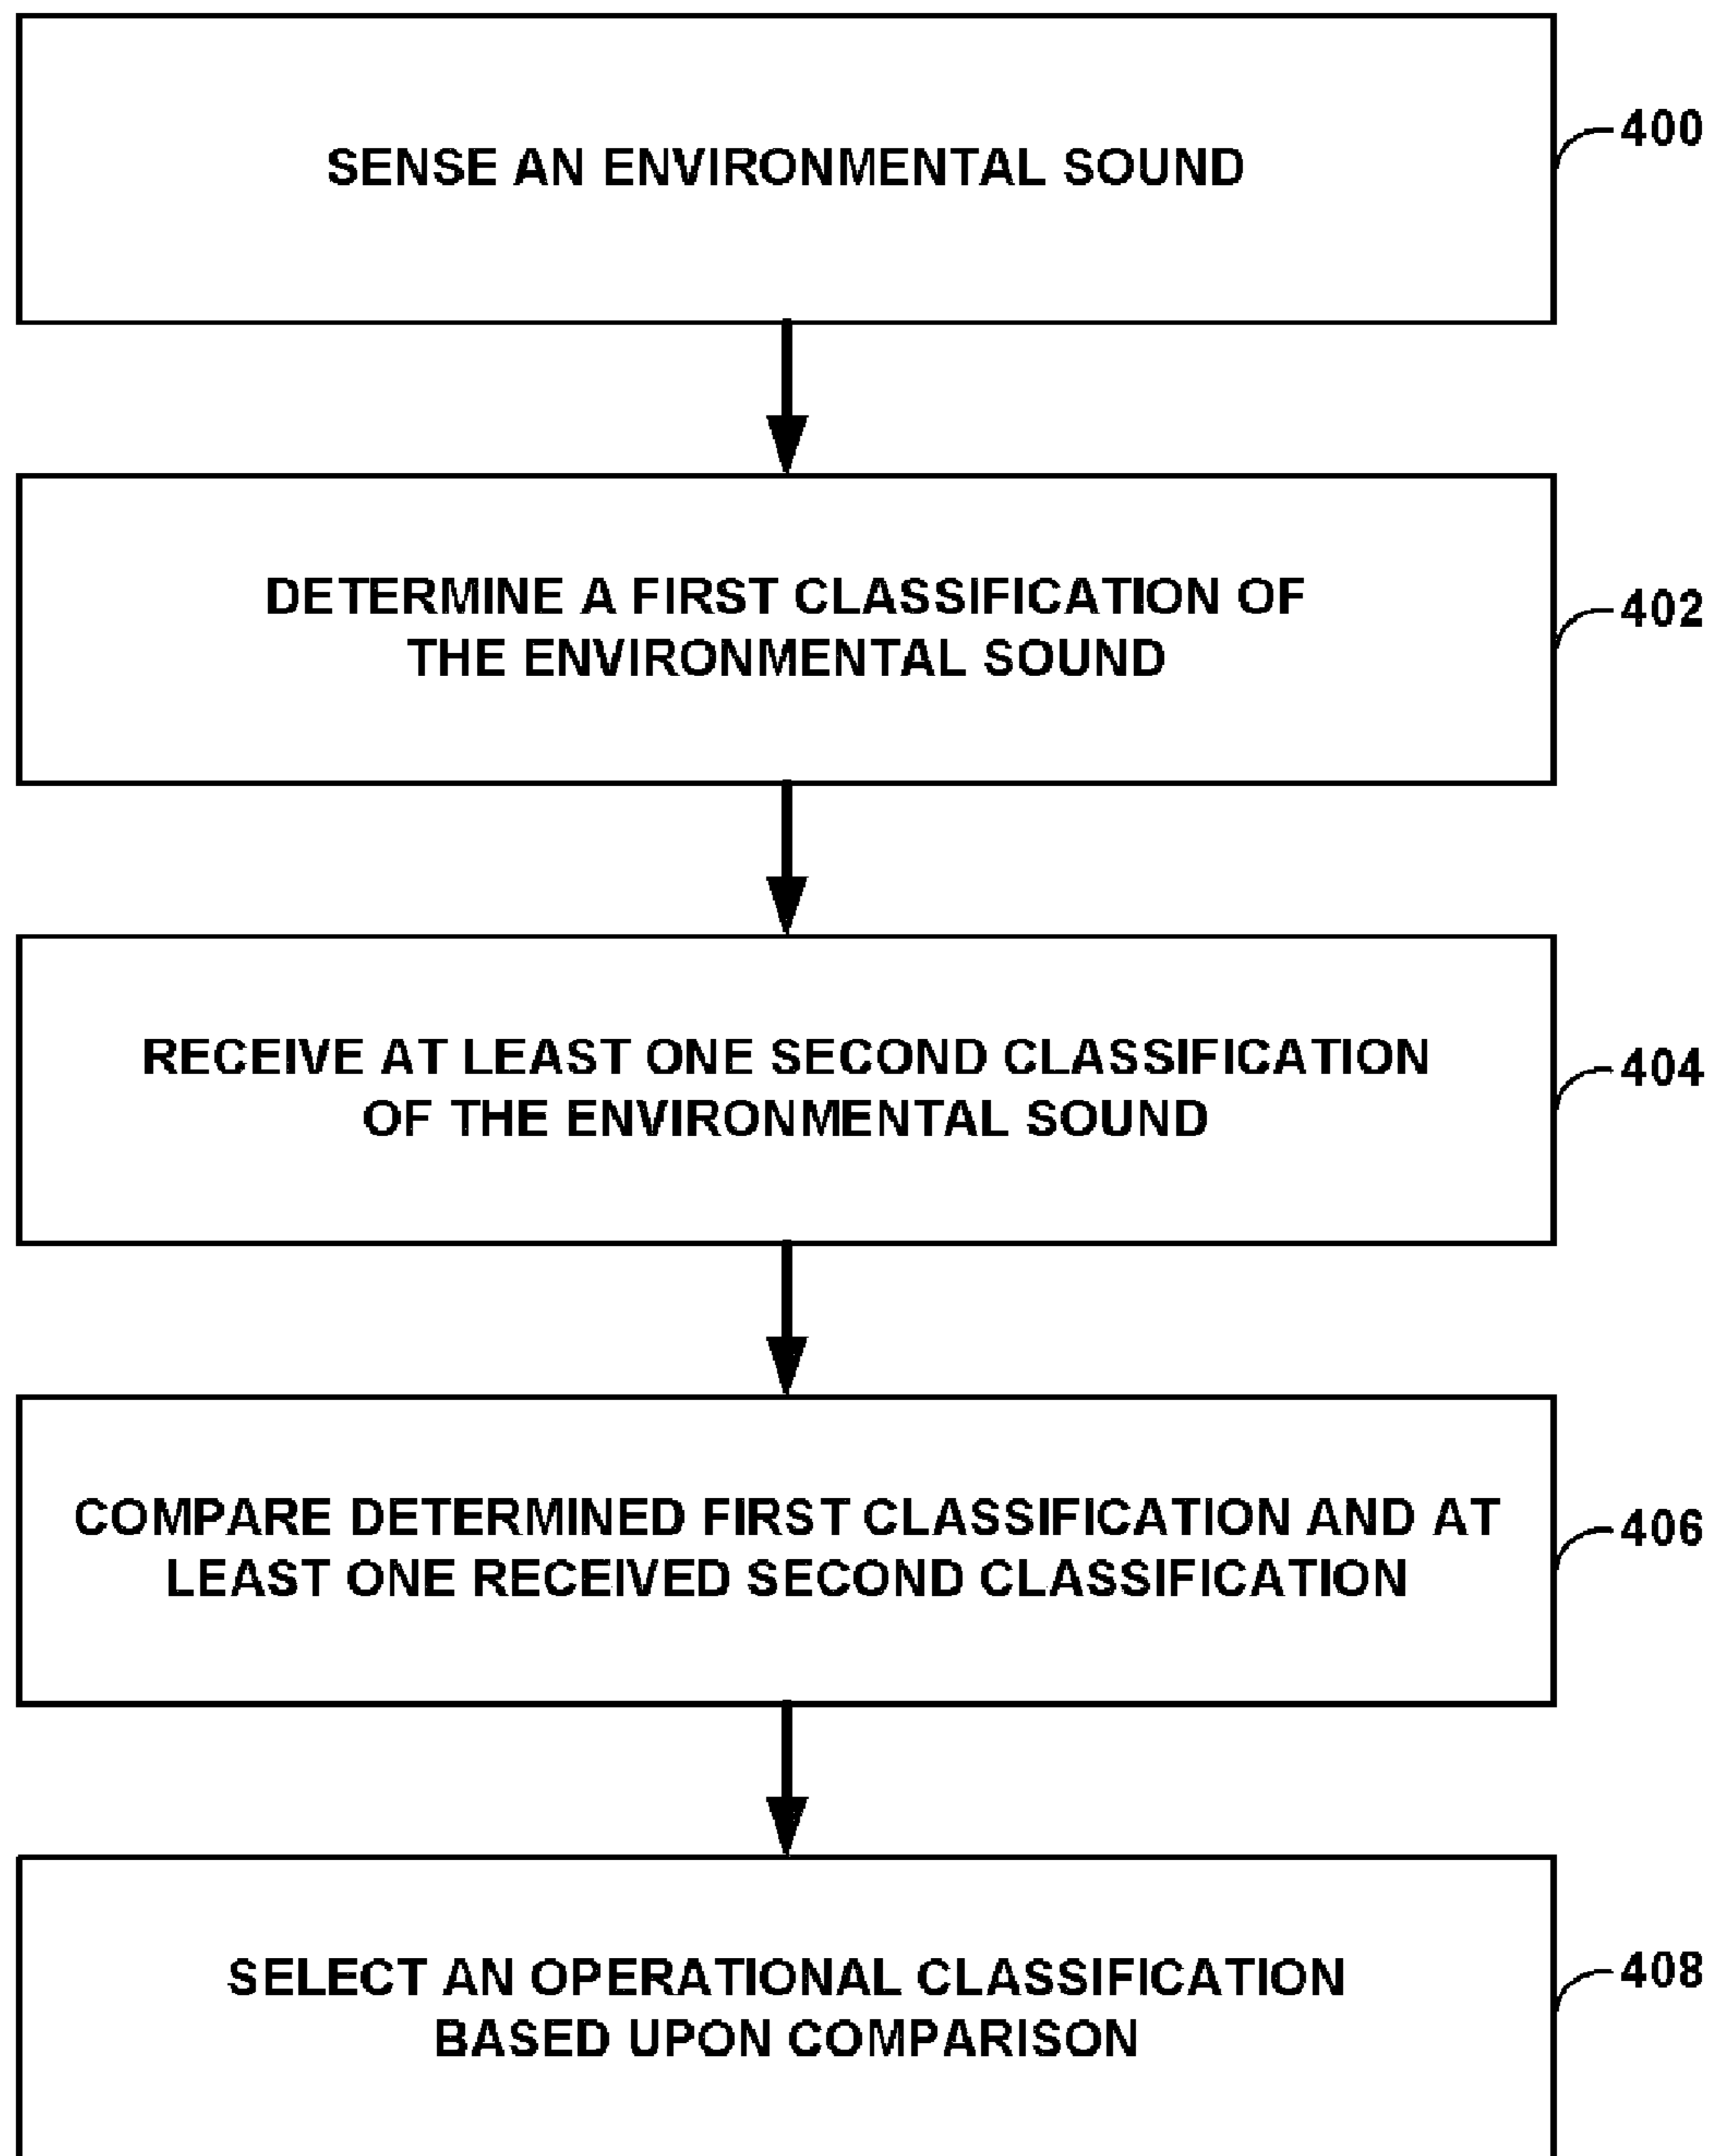 SENSE AN ENVIRONMENTAL SOUND
400
DETERMINE A FIRST CLASSIFICATION OF
THE ENVIRONMENTAL SOUND
402
RECEIVE AT LEAST ONE SECOND CLASSIFICATION
OF THE ENVIRONMENTAL SOUND
404
COMPARE DETERMINED FIRST CLASSIFICATION AND AT
LEAST ONE RECEIVED SECOND CLASSIFICATION
406
SELECT AN OPERATIONAL CLASSIFICATION
BASED UPON COMPARISON
408